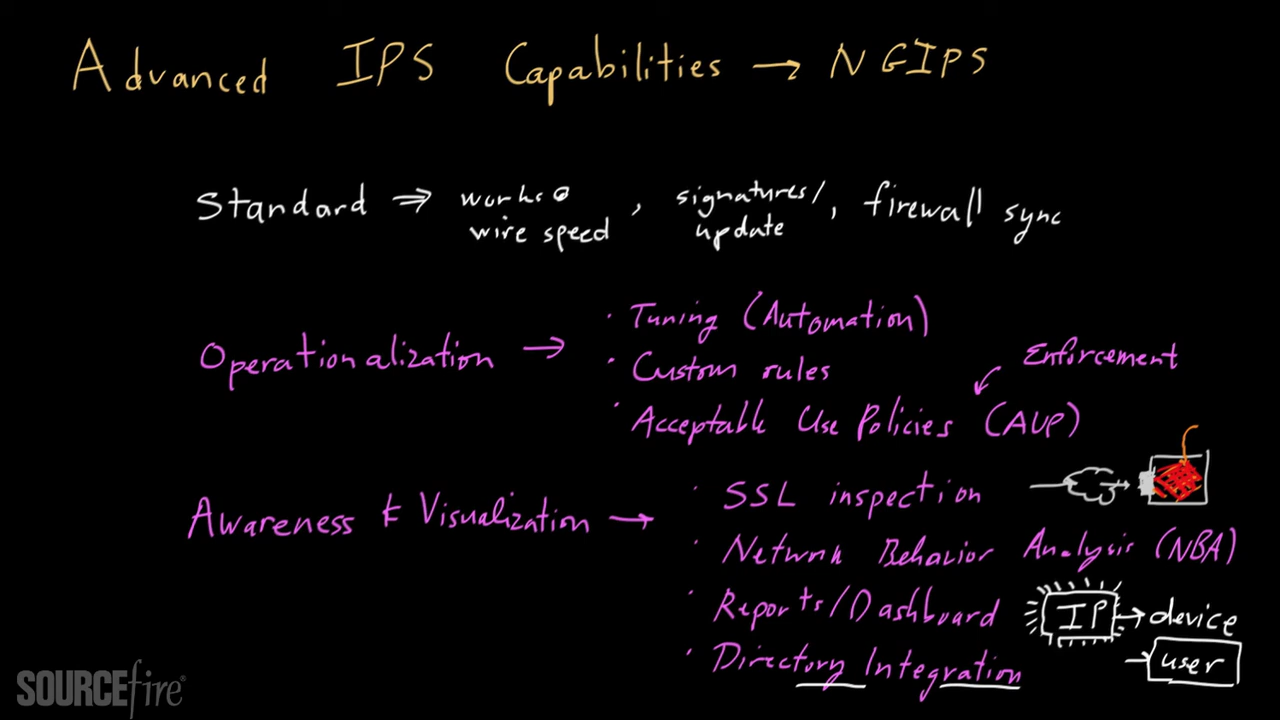 Advanced IPS Capabilities → NGIPS
Standard ⇒ works @ wire speed, signatures/update, firewall sync
Operationalization →
· Tuning (Automation)
· Custom rules
Enforcement
· Acceptable Use Policies (AUP)
Awareness & Visualization →
· SSL inspection
· Network Behavior Analysis (NBA)
· Reports/Dashboard
IP → device
· Directory Integration
→ user
SOURCEfire®